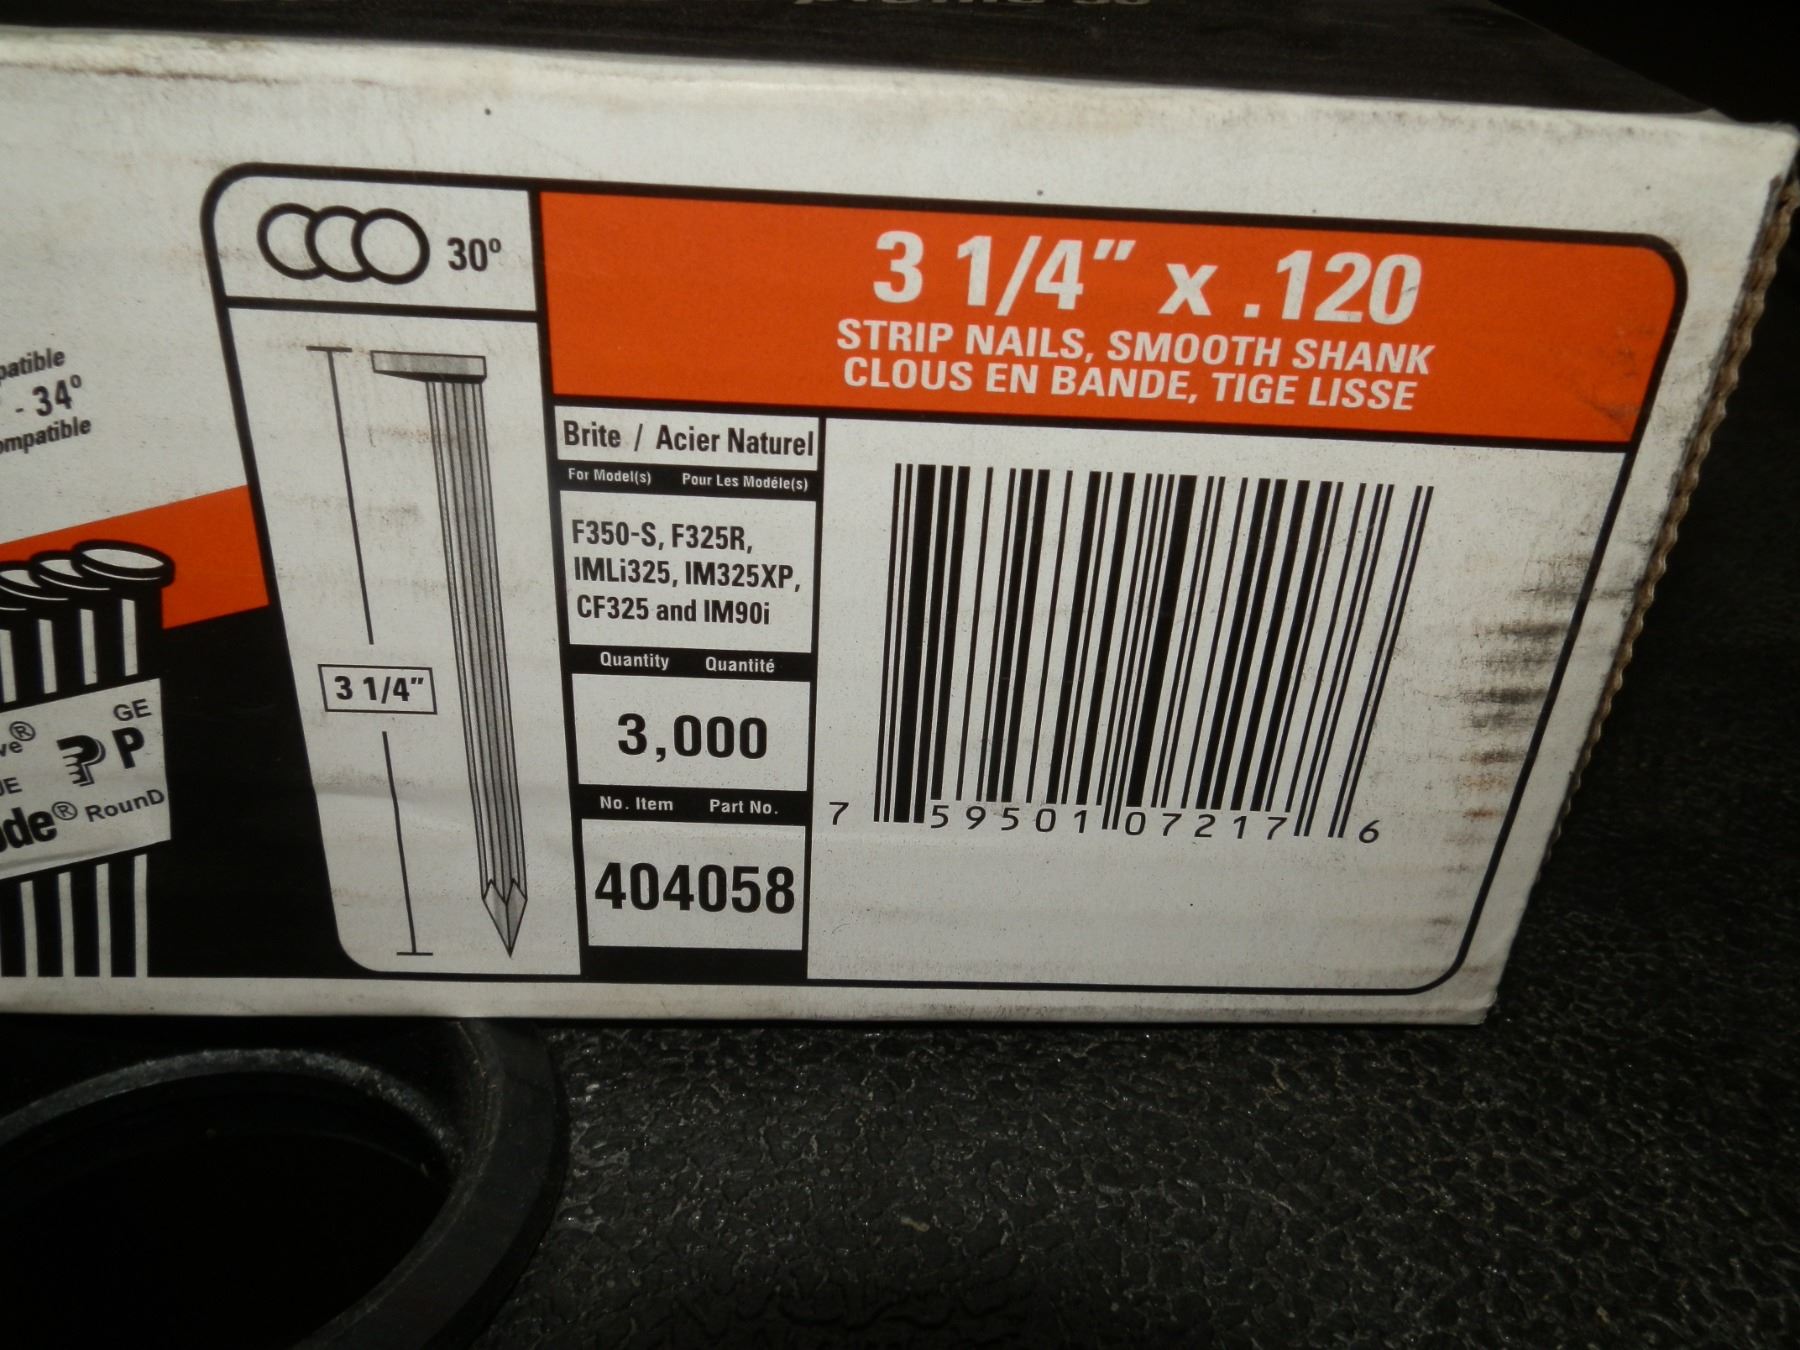 30º
3 1/4” x .120
STRIP NAILS, SMOOTH SHANK
CLOUS EN BANDE, TIGE LISSE
- 34º
Brite / Acier Naturel
For Model(s) Pour Les Modéle(s)
F350-S, F325R,
IMLi325, IM325XP,
CF325 and IM90i
Quantity Quantité
3 1/4”
3,000
GE
P
RounD
No. Item Part No.
404058
7 59501 07217 6